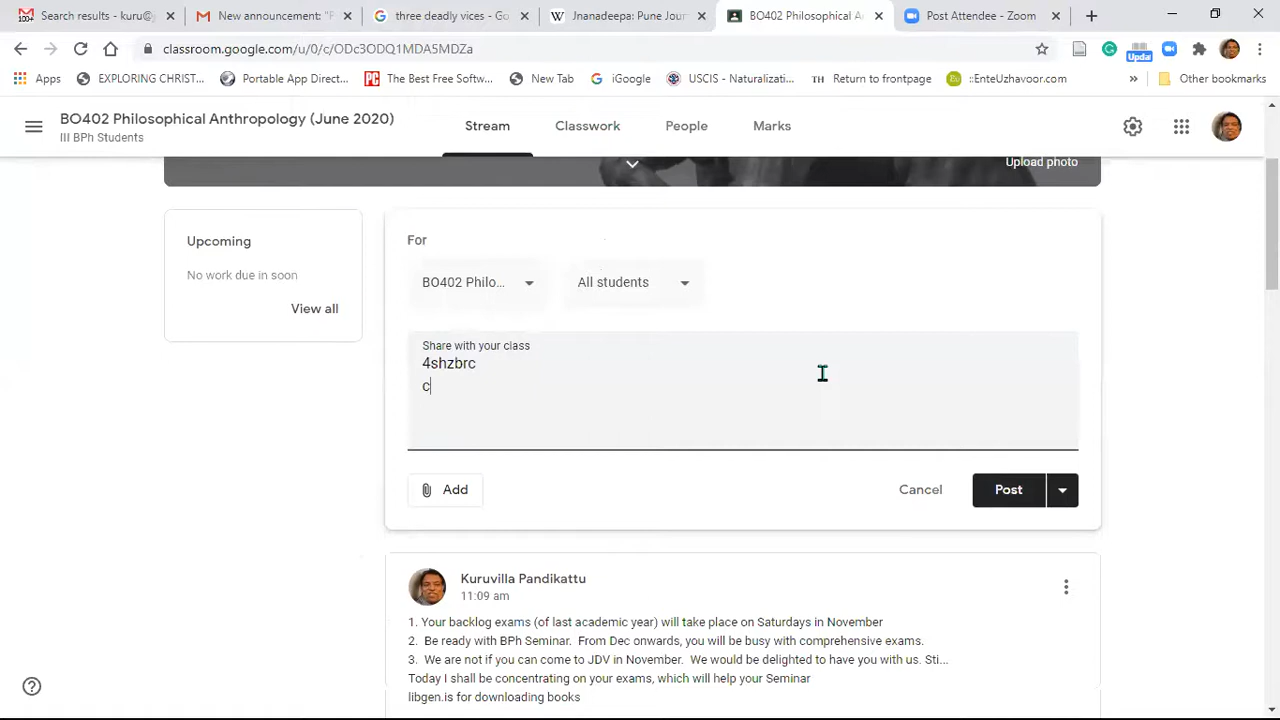 100+
Search results - kuru@g
New announcement: "P
three deadly vices - Go
Jnanadeepa: Pune Jour
BO402 Philosophical A
Post Attendee - Zoom
classroom.google.com/u/0/c/ODc3ODQ1MDA5MDZa
Updat
Apps
EXPLORING CHRIST...
Portable App Direct...
The Best Free Softw...
New Tab
iGoogle
USCIS - Naturalizati...
TH Return to frontpage
::EnteUzhavoor.com
»
Other bookmarks
BO402 Philosophical Anthropology (June 2020)
III BPh Students
Stream
Classwork
People
Marks
Upload photo
Upcoming
No work due in soon
View all
For
BO402 Philo...
All students
Share with your class
4shzbrc
c
Add
Cancel
Post
Kuruvilla Pandikattu
11:09 am
1. Your backlog exams (of last academic year) will take place on Saturdays in November
2. Be ready with BPh Seminar. From Dec onwards, you will be busy with comprehensive exams.
3. We are not if you can come to JDV in November. We would be delighted to have you with us. Sti...
Today I shall be concentrating on your exams, which will help your Seminar
libgen.is for downloading books